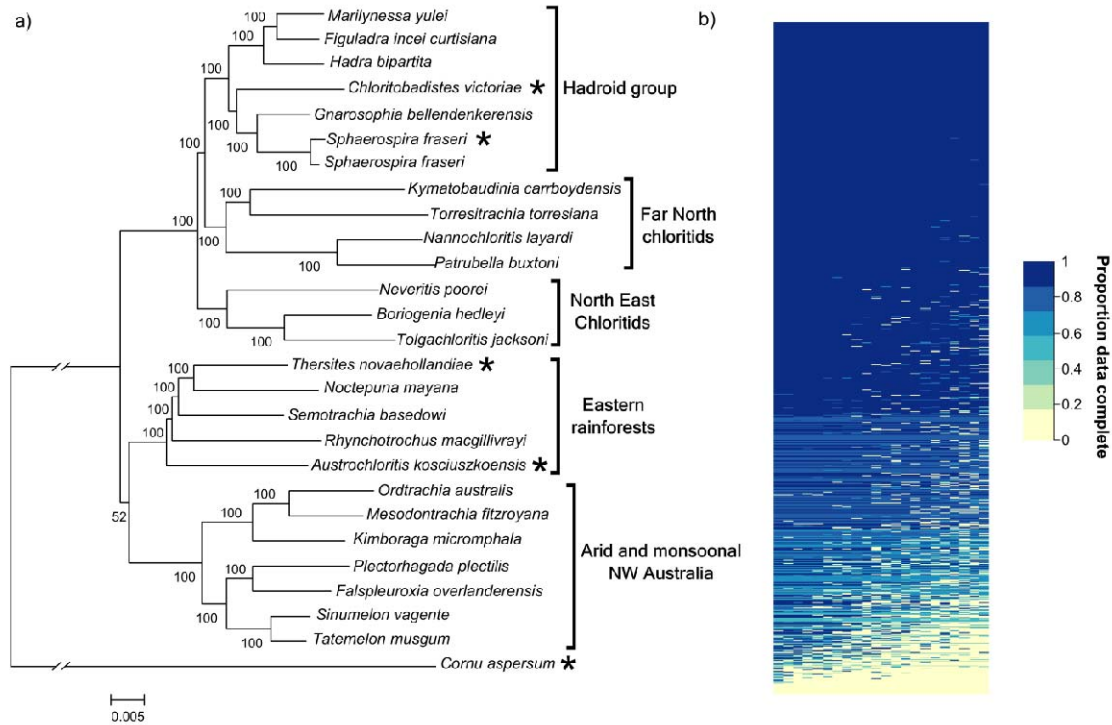 a)
b)
100
Marilynessa yulei
100
Figuladra incei curtisiana
100
Hadra bipartita
100
Chloritobadistes victoriae *
Hadroid group
100
Gnarosophia bellendenkerensis
100
Sphaerospira fraseri *
100
Sphaerospira fraseri
100
Kymatobaudinia carrboydensis
100
Torresitrachia torresiana
Far North
chloritids
100
Nannochloritis layardi
100
Patrubella buxtoni
100
Neveritis poorei
North East
Chloritids
100
Boriogenia hedleyi
100
Tolgachloritis jacksoni
Thersites novaehollandiae *
100
Noctepuna mayana
100
Semotrachia basedowi
Eastern
rainforests
100
Rhynchotrochus macgillivrayi
100
Austrochloritis kosciuszkoensis *
52
Ordtrachia australis
100
Mesodontrachia fitzroyana
100
Kimboraga micromphala
Arid and monsoonal
NW Australia
100
Plectorhagada plectilis
100
Falspleuroxia overlanderensis
100
Sinumelon vagente
100
Tatemelon musgum
Cornu aspersum *
0.005
1
0.8
0.6
0.4
0.2
0
Proportion data complete